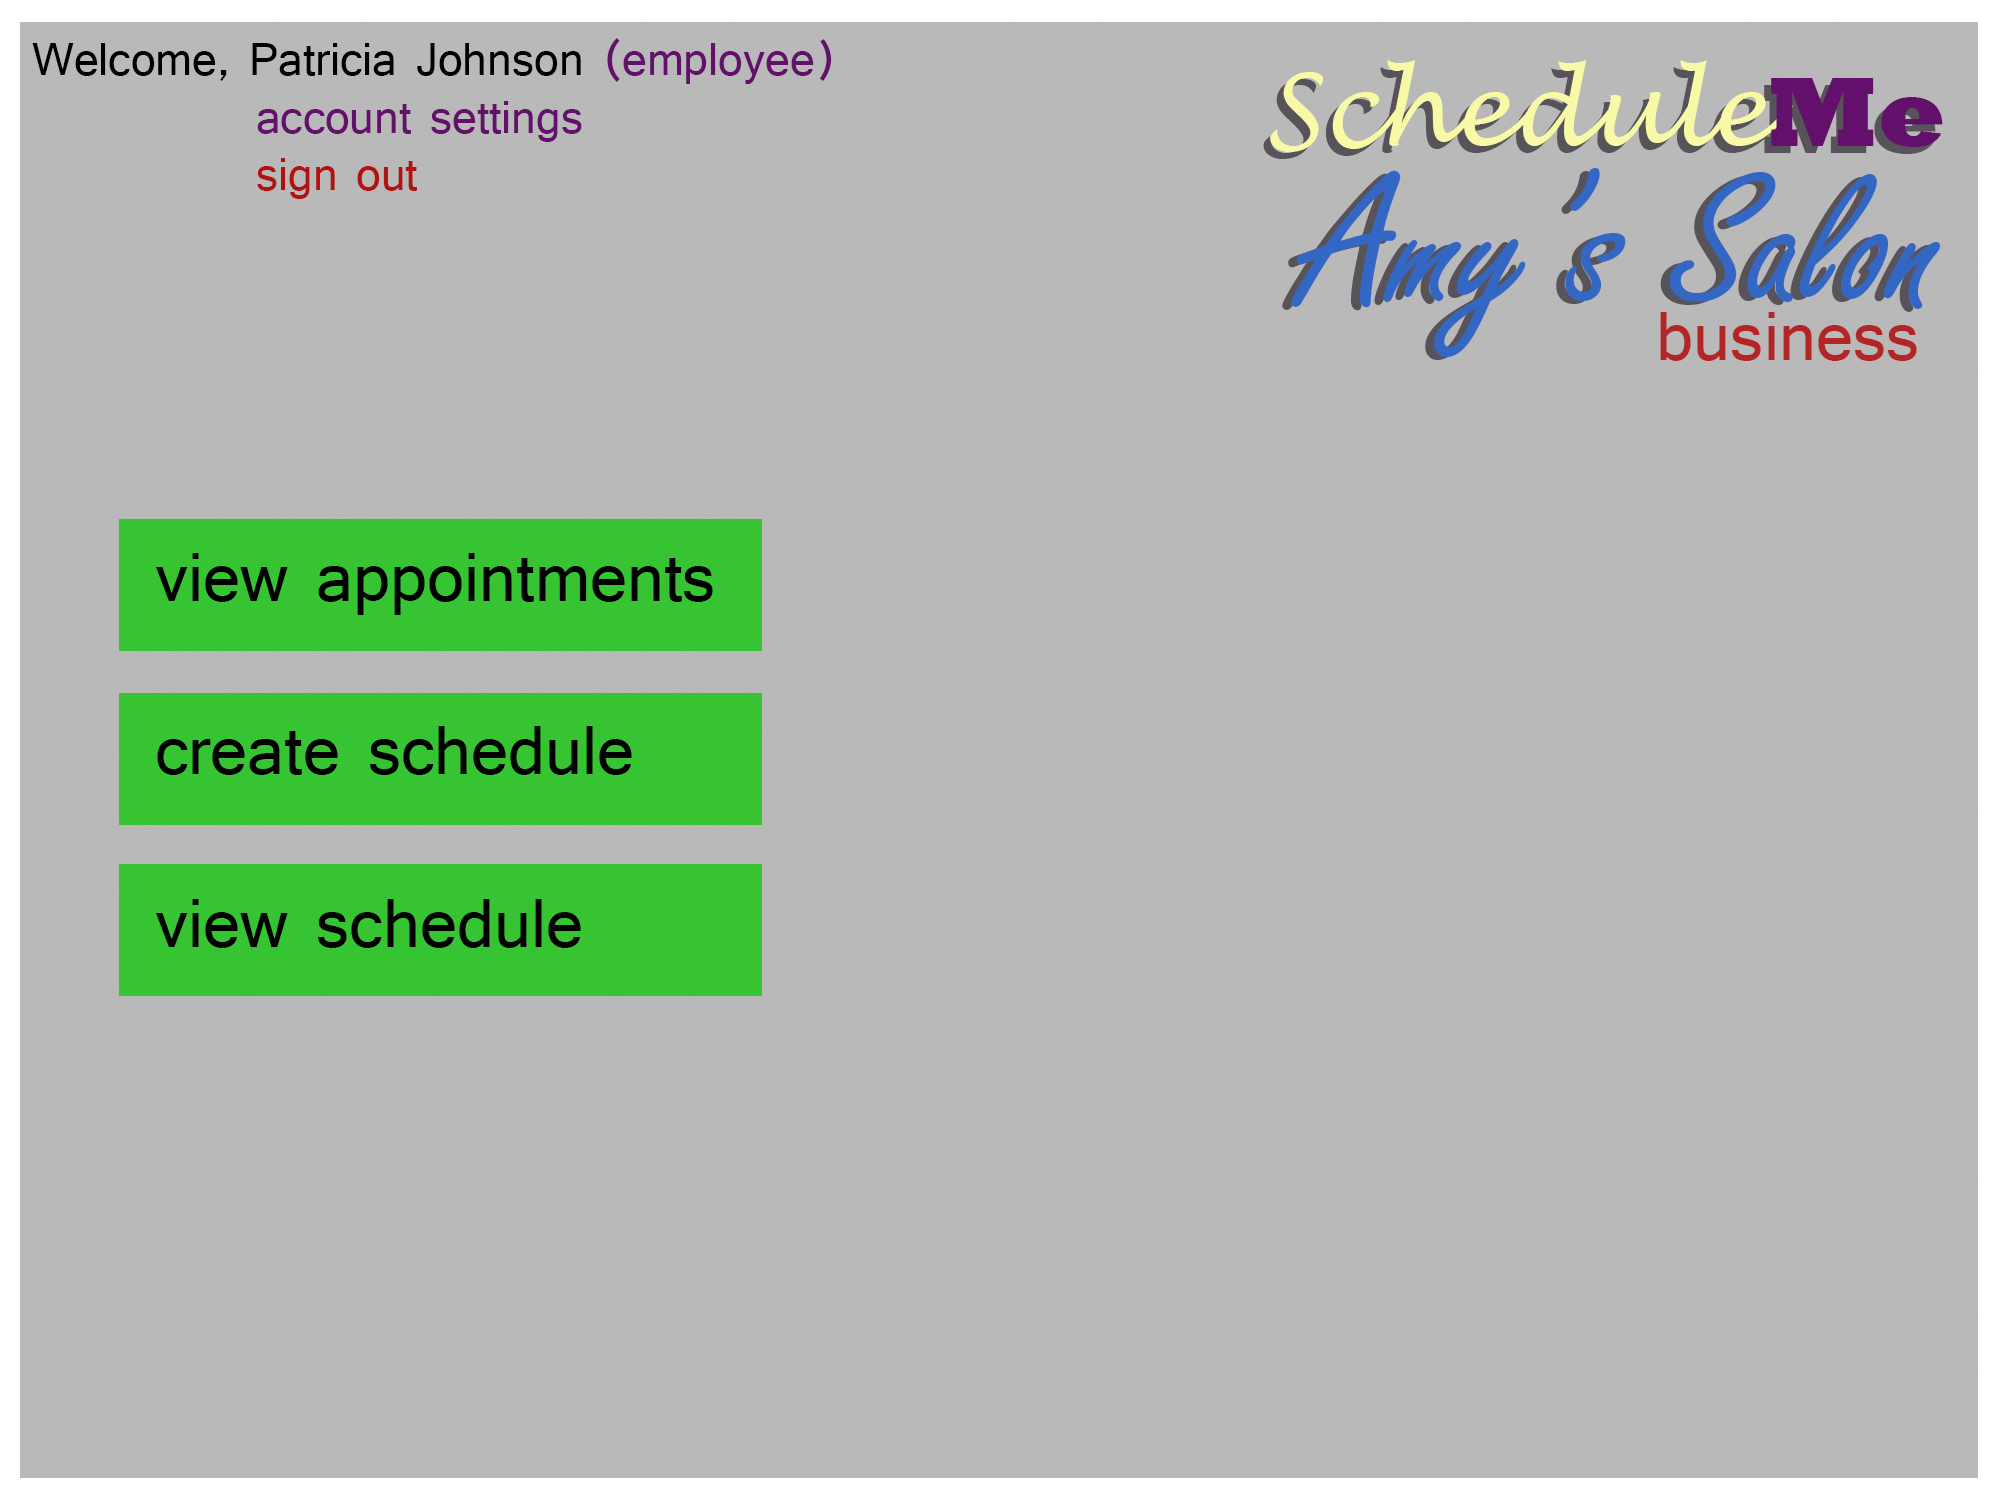 Welcome, Patricia Johnson (employee)
account settings
sign out
ScheduleMe
Amy's Salon
business
view appointments
create schedule
view schedule